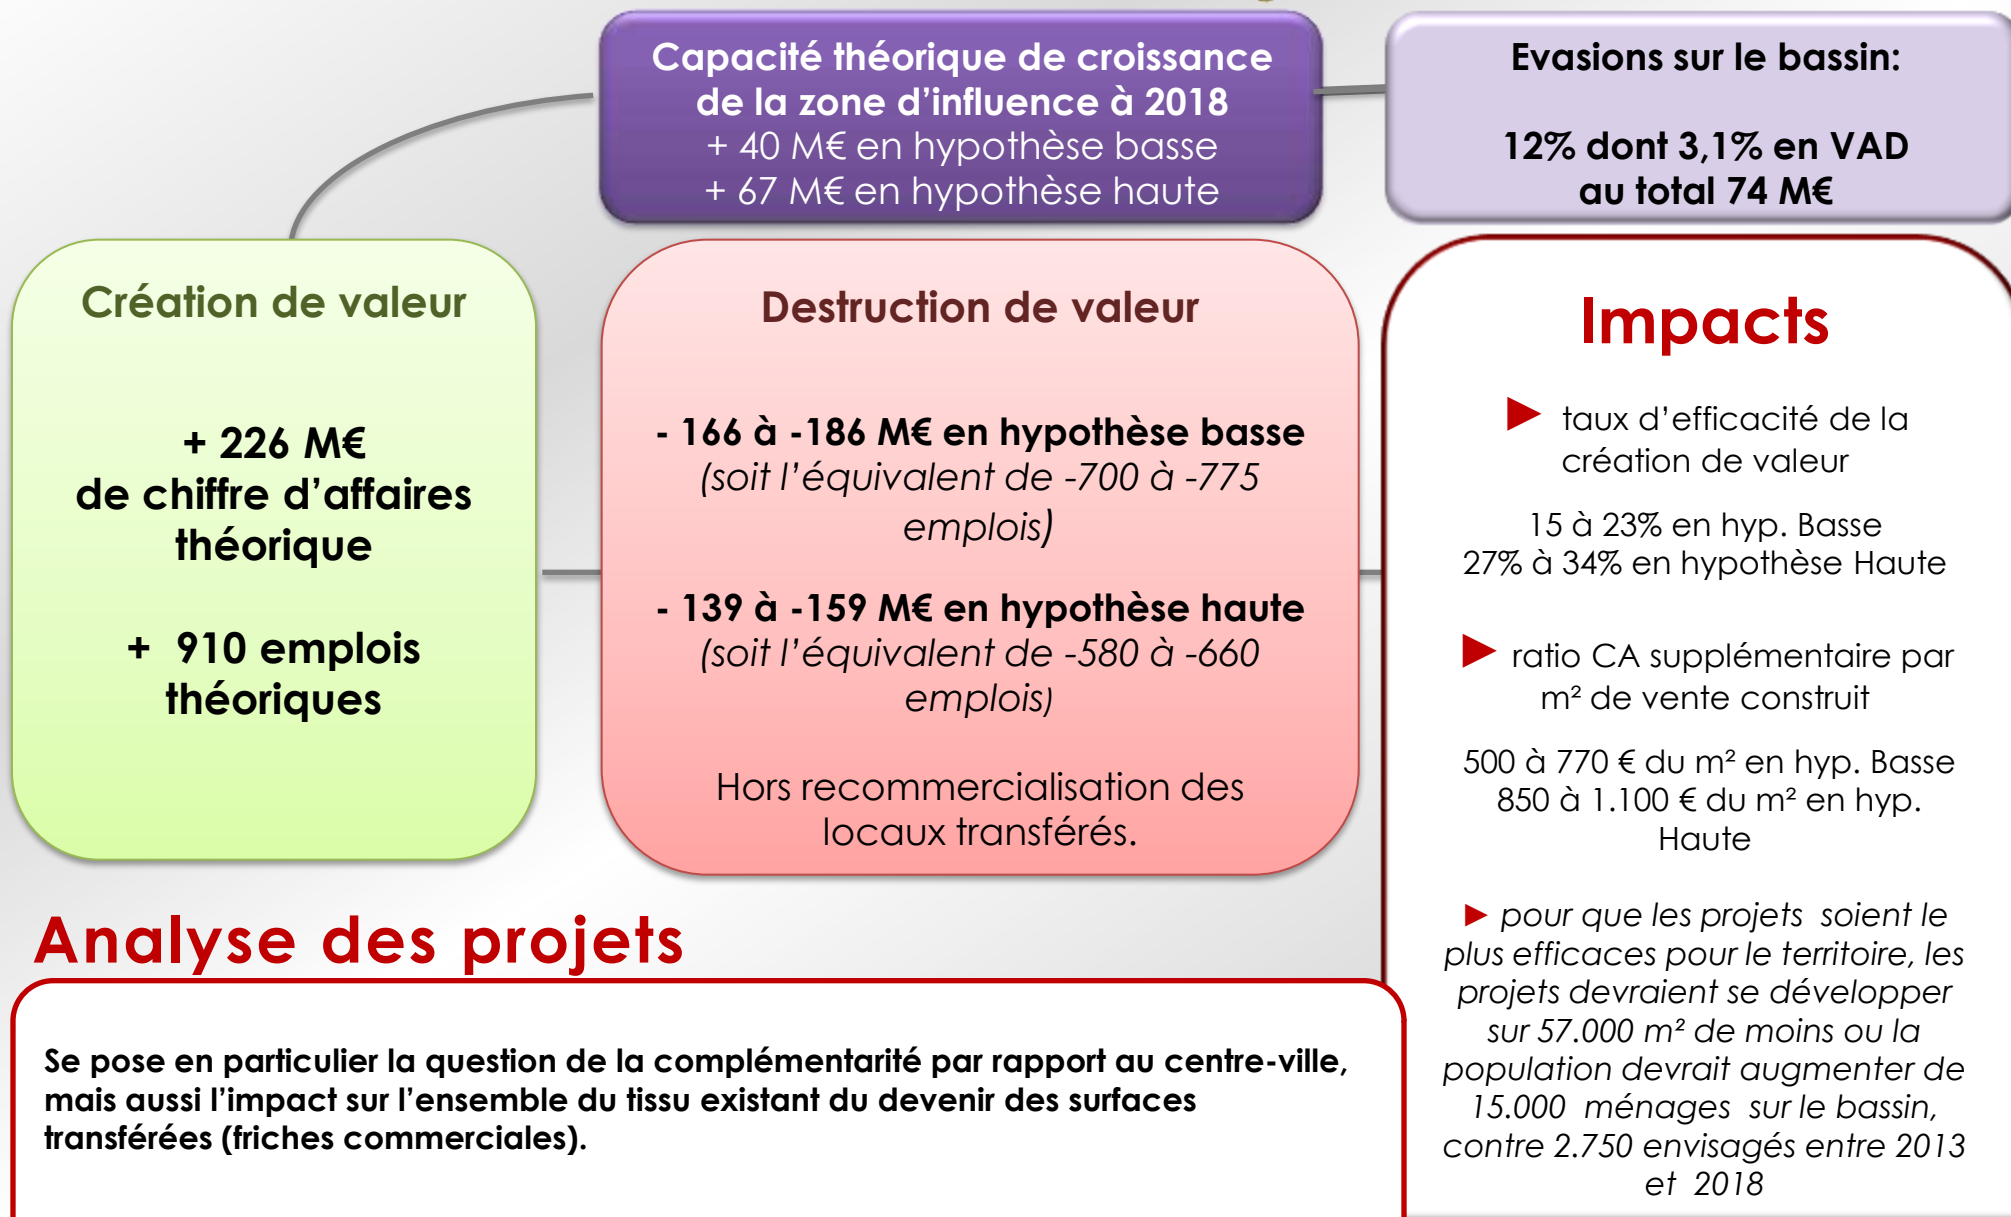 Capacité théorique de croissance
de la zone d’influence à 2018
+ 40 M€ en hypothèse basse
+ 67 M€ en hypothèse haute
Evasions sur le bassin:
12% dont 3,1% en VAD
au total 74 M€
Création de valeur
+ 226 M€
de chiffre d’affaires
théorique
+ 910 emplois
théoriques
Destruction de valeur
- 166 à -186 M€ en hypothèse basse
(soit l’équivalent de -700 à -775
emplois)
- 139 à -159 M€ en hypothèse haute
(soit l’équivalent de -580 à -660
emplois)
Hors recommercialisation des
locaux transférés.
Impacts
► taux d’efficacité de la
création de valeur
15 à 23% en hyp. Basse
27% à 34% en hypothèse Haute
► ratio CA supplémentaire par
m² de vente construit
500 à 770 € du m² en hyp. Basse
850 à 1.100 € du m² en hyp.
Haute
► pour que les projets soient le
plus efficaces pour le territoire, les
projets devraient se développer
sur 57.000 m² de moins ou la
population devrait augmenter de
15.000 ménages sur le bassin,
contre 2.750 envisagés entre 2013
et 2018
Analyse des projets
Se pose en particulier la question de la complémentarité par rapport au centre-ville,
mais aussi l’impact sur l’ensemble du tissu existant du devenir des surfaces
transférées (friches commerciales).